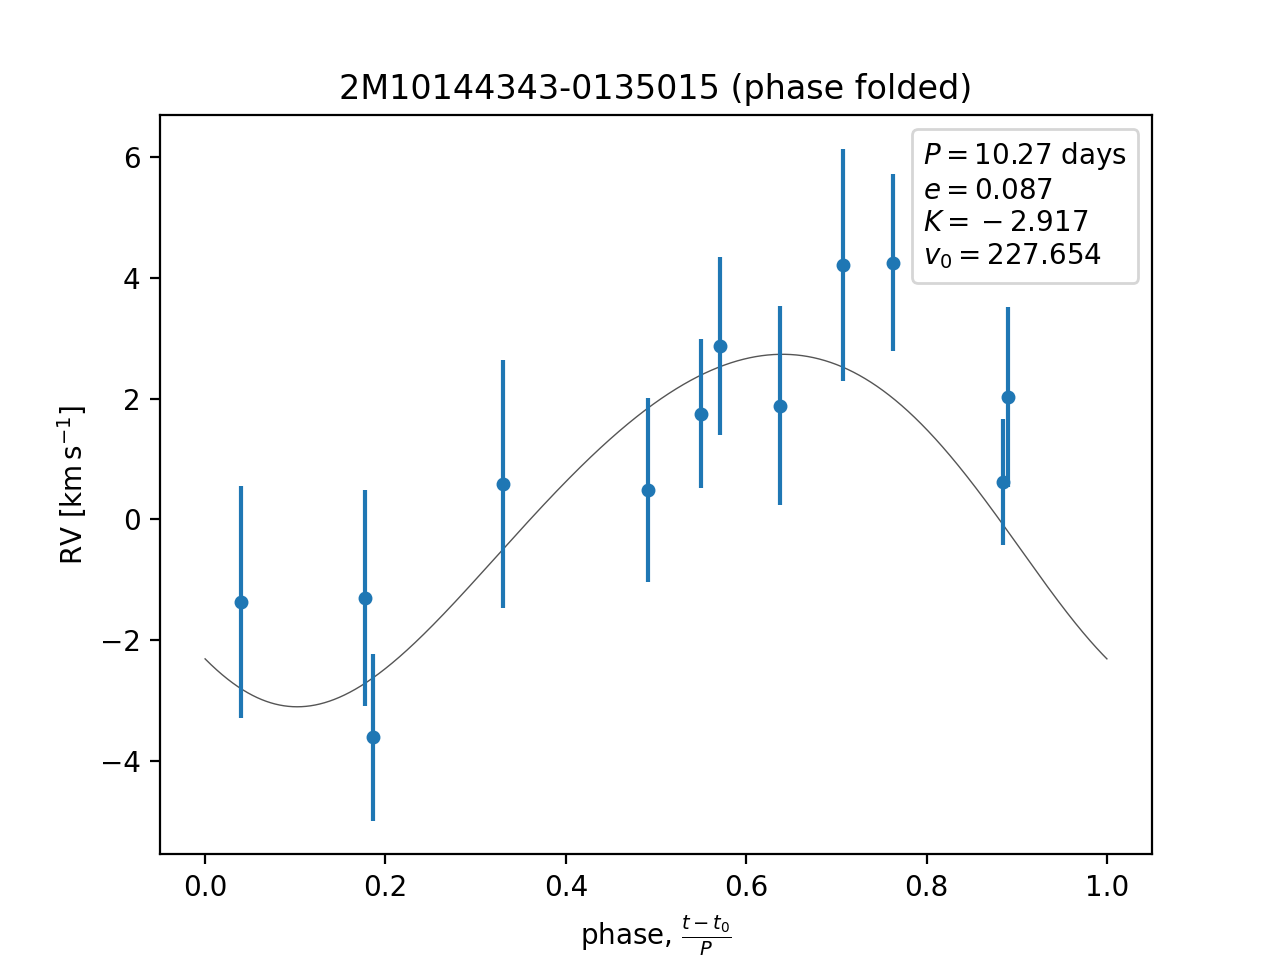 2M10144343-0135015 (phase folded)
P = 10.27 days
e = 0.087
K = −2.917
v₀ = 227.654
RV [km s⁻¹]
6
4
2
0
−2
−4
0.0 0.2 0.4 0.6 0.8 1.0
phase, (t − t₀)/P